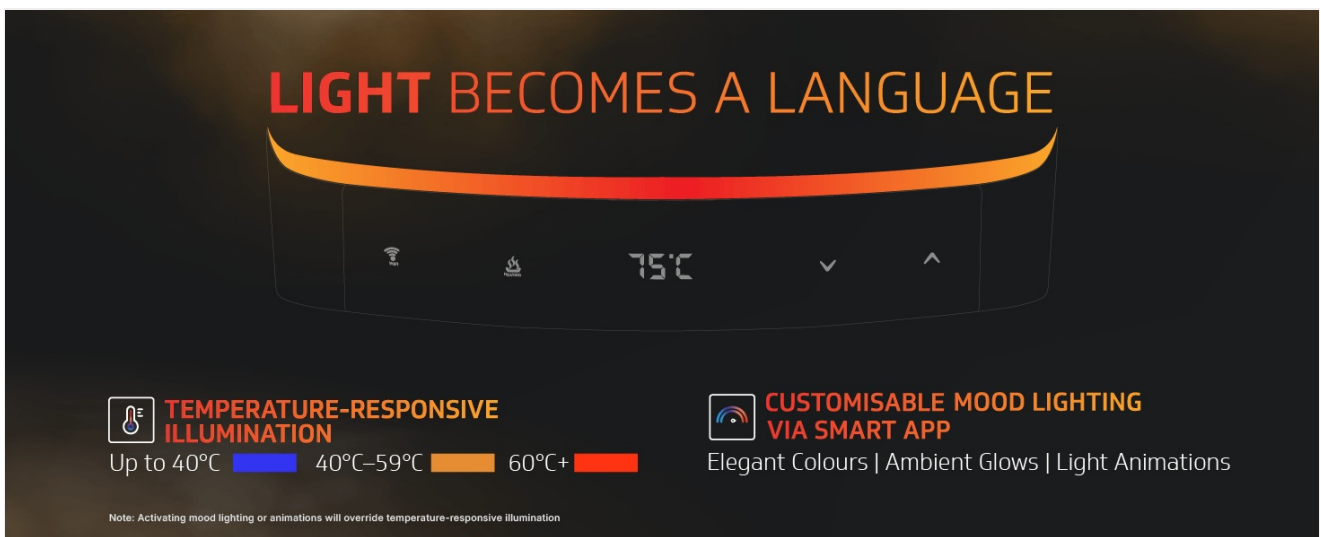 LIGHT BECOMES A LANGUAGE
75°C
TEMPERATURE-RESPONSIVE
ILLUMINATION
Up to 40°C 40°C–59°C 60°C+
CUSTOMISABLE MOOD LIGHTING
VIA SMART APP
Elegant Colours | Ambient Glows | Light Animations
Note: Activating mood lighting or animations will override temperature-responsive illumination